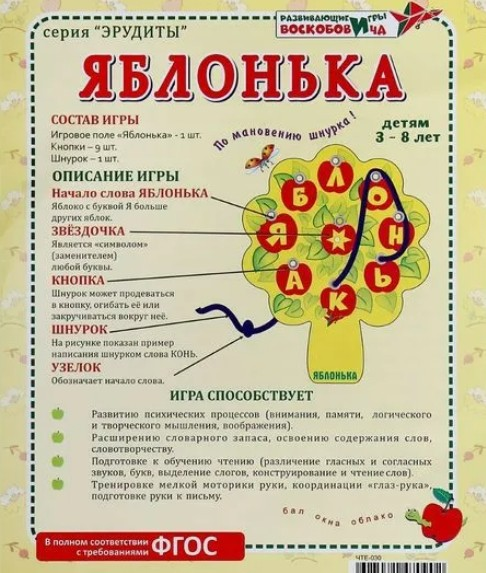 серия "ЭРУДИТЫ"
РАЗВИВАЮЩИЕ ИГРЫ
ВОСКОБОВИЧА
ЯБЛОНЬКА
СОСТАВ ИГРЫ
Игровое поле «Яблонька» - 1 шт.
Кнопки – 9 шт.
Шнурок – 1 шт.
По мановению шнурка!
детям
3 - 8 лет
ОПИСАНИЕ ИГРЫ
Начало слова ЯБЛОНЬКА
Яблоко с буквой Я больше
других яблок.
ЗВЁЗДОЧКА
Является «символом»
(заменителем)
любой буквы.
КНОПКА
Шнурок может продеваться
в кнопку, огибать её или
закручиваться вокруг неё.
ШНУРОК
На рисунке показан пример
написания шнурком слова КОНЬ.
УЗЕЛОК
Обозначает начало слова.
Я Б Л О Н Ь К А
ЯБЛОНЬКА
ИГРА СПОСОБСТВУЕТ
Развитию психических процессов (внимания, памяти, логического
и творческого мышления, воображения).
Расширению словарного запаса, освоению содержания слов,
словотворчеству.
Подготовке к обучению чтению (различение гласных и согласных
звуков, букв, выделение слогов, конструирование и чтение слов).
Тренировке мелкой моторики руки, координации «глаз-рука»,
подготовке руки к письму.
бал окна облако
В полном соответствии
с требованиями ФГОС
ЧТЕ-030